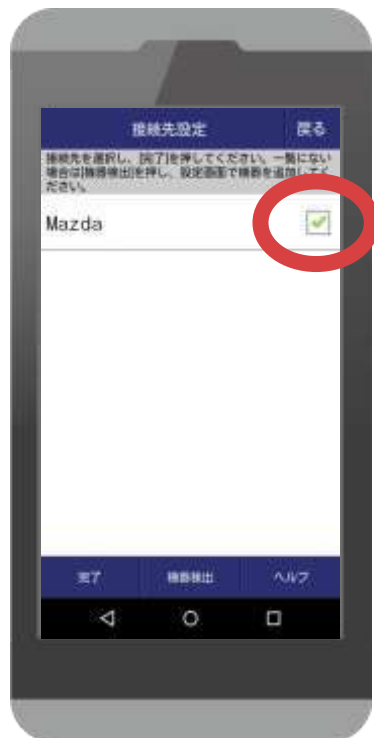 接続先設定
戻る
接続先を選択し、[完了]を押してください。一覧にない
場合は[機器検出]を押し、設定画面で機器を追加してく
ださい。
Mazda
完了
機器検出
ヘルプ